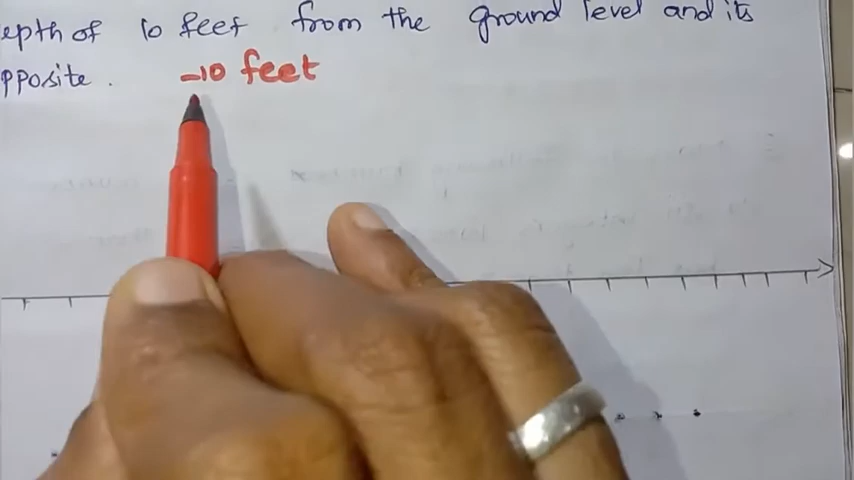 epth of 10 feet from the ground level and its
pposite. -10 feet